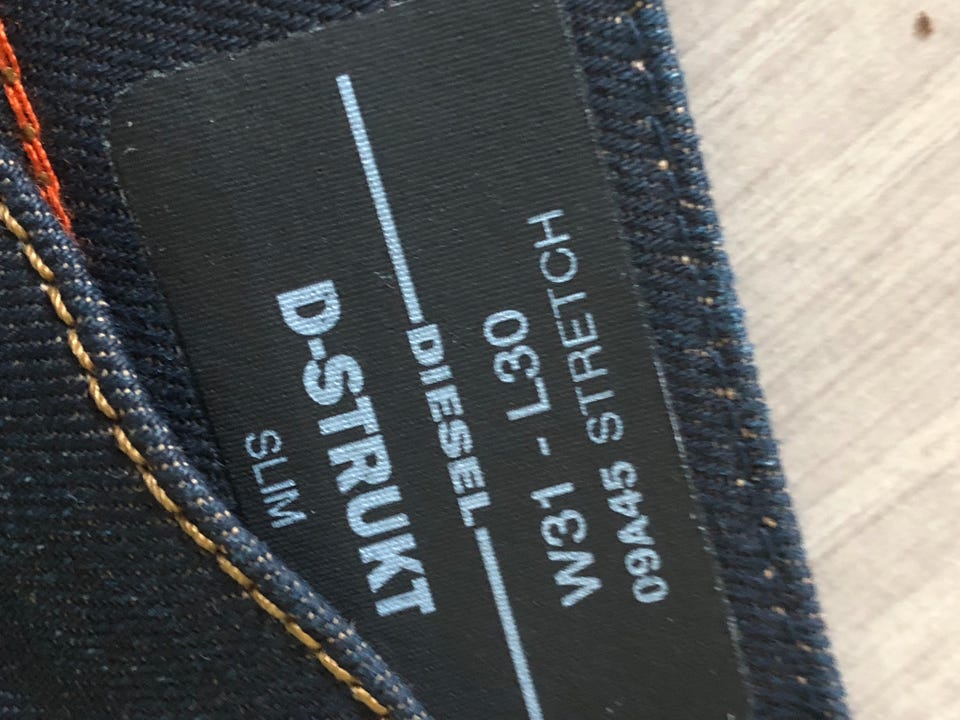 DIESEL
D-STRUKT
SLIM
W31 - L30
09A45 STRETCH